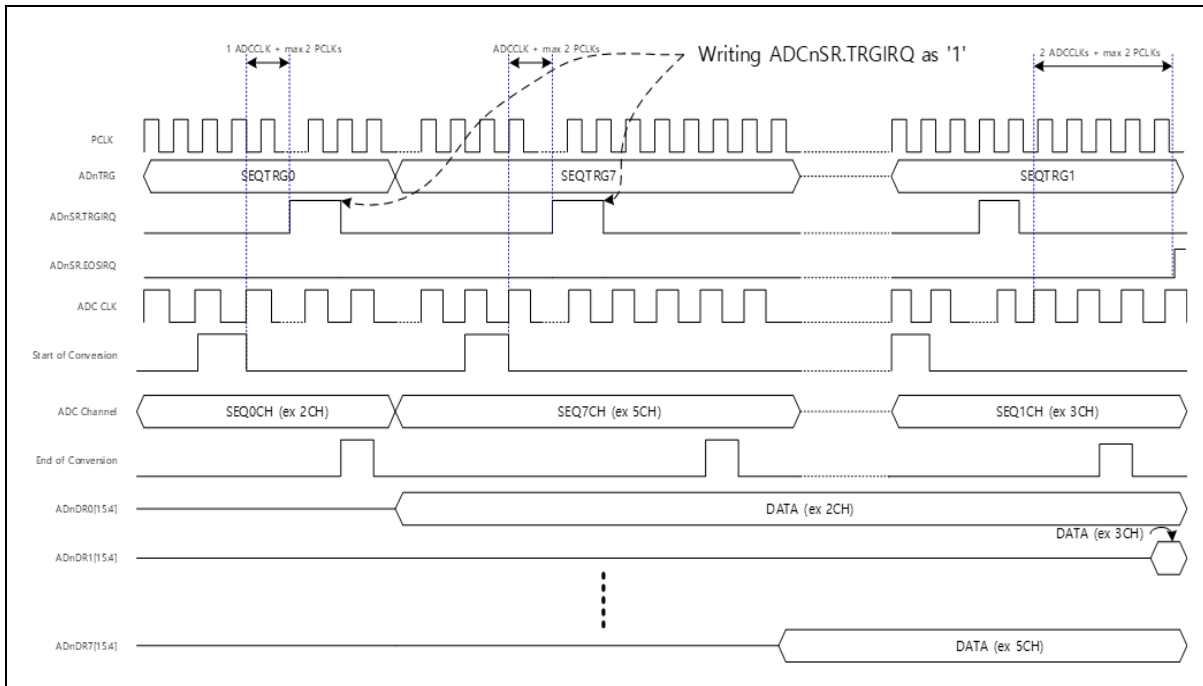 1 ADCCLK + max 2 PCLKs
ADCCLK + max 2 PCLKs
Writing ADCnSR.TRGIRQ as '1'
2 ADCCLKs + max 2 PCLKs
PCLK
ADnTRG
SEQTRG0
SEQTRG7
SEQTRG1
ADnSR.TRGIRQ
ADnSR.EOSIRQ
ADC CLK
Start of Conversion
ADC Channel
SEQ0CH (ex 2CH)
SEQ7CH (ex 5CH)
SEQ1CH (ex 3CH)
End of Conversion
ADnDR0[15:4]
DATA (ex 2CH)
DATA (ex 3CH)
ADnDR1[15:4]
ADnDR7[15:4]
DATA (ex 5CH)